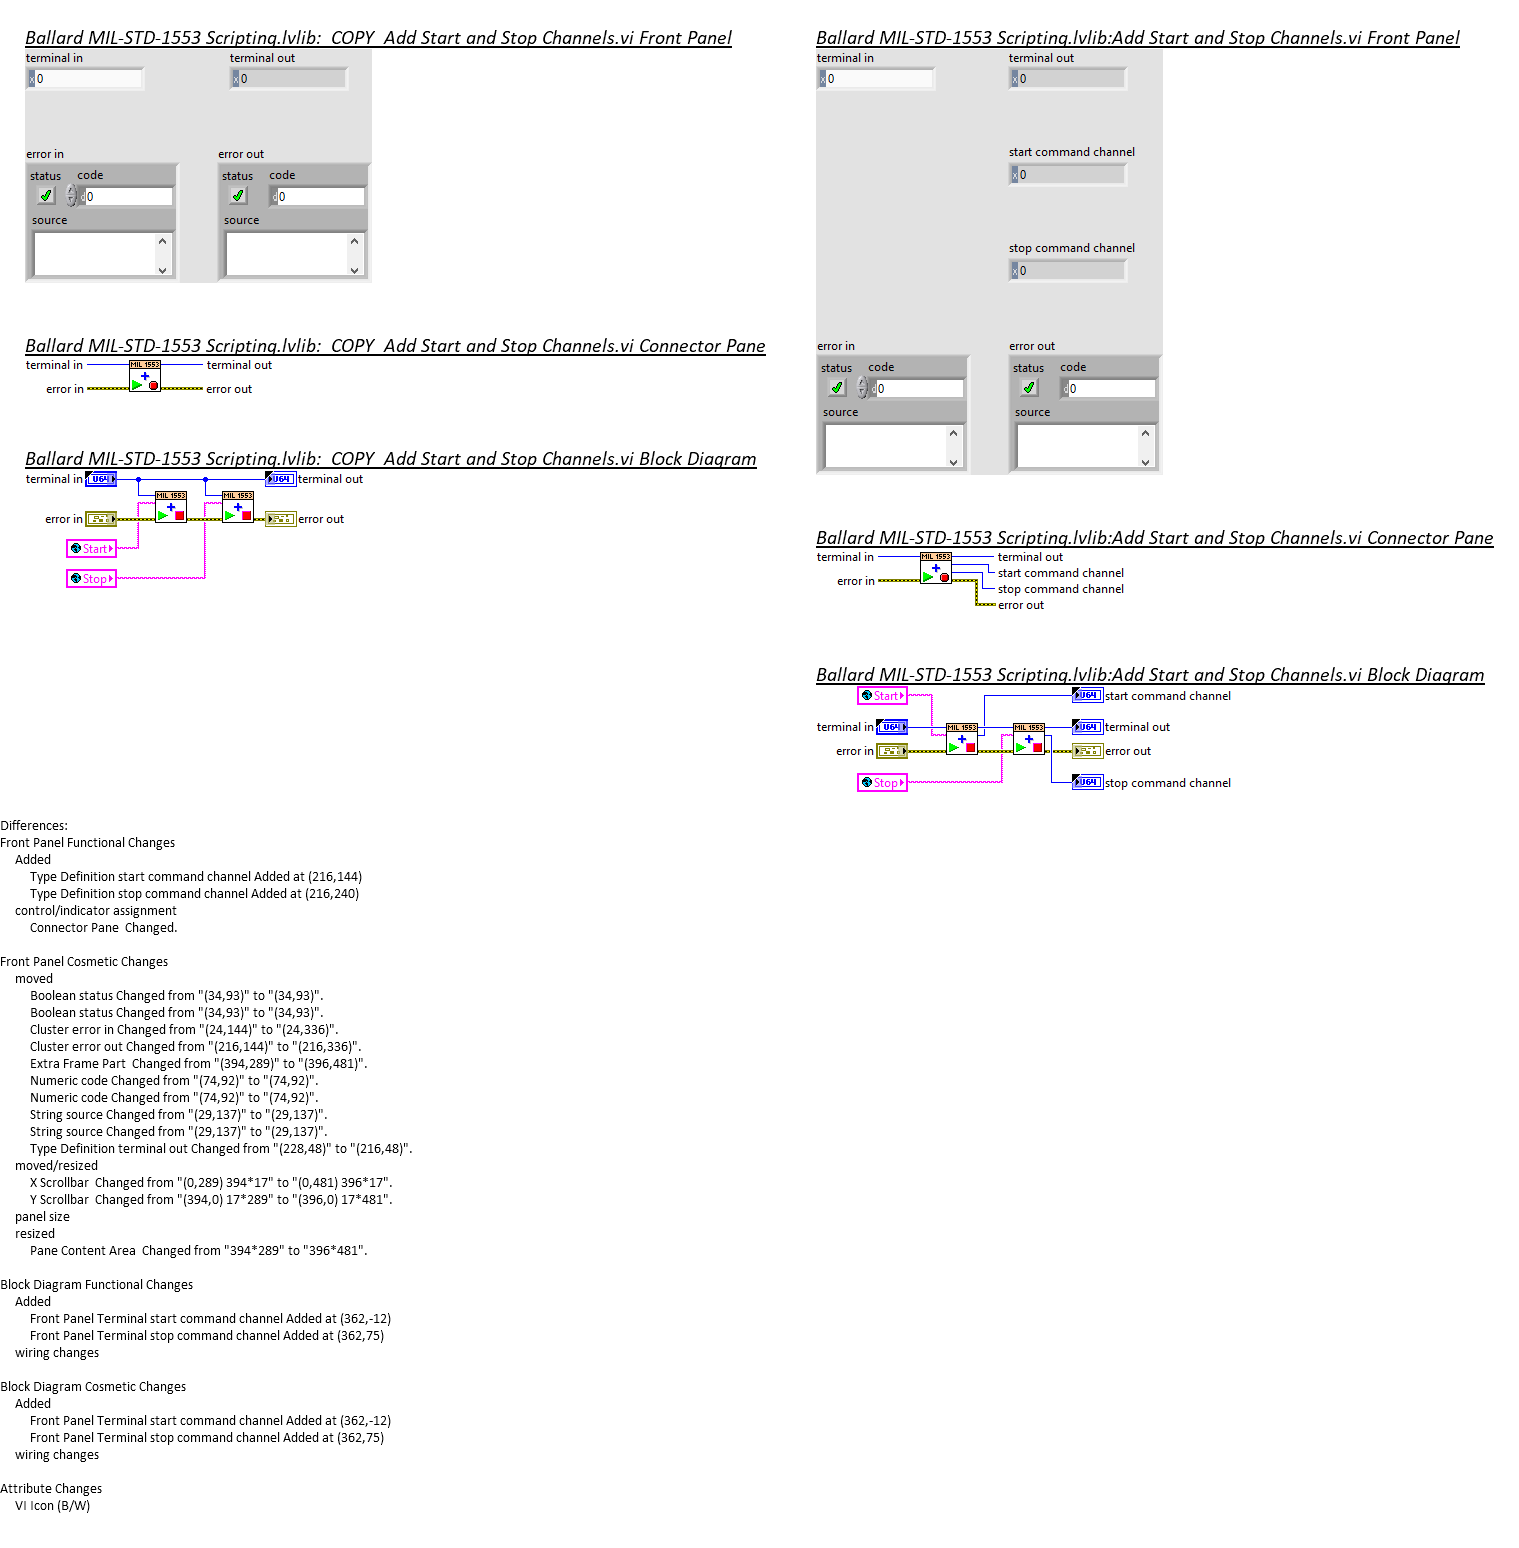 Ballard MIL-STD-1553 Scripting.lvlib:  COPY  Add Start and Stop Channels.vi Front Panel
terminal in
terminal out
x 0
x 0
error in
error out
status
code
status
code
d 0
d 0
source
source
Ballard MIL-STD-1553 Scripting.lvlib:  COPY  Add Start and Stop Channels.vi Connector Pane
terminal in
MIL 1553
terminal out
error in
error out
Ballard MIL-STD-1553 Scripting.lvlib:  COPY  Add Start and Stop Channels.vi Block Diagram
terminal in
U64
U64
terminal out
MIL 1553
MIL 1553
error in
error out
Start
Stop
Ballard MIL-STD-1553 Scripting.lvlib:Add Start and Stop Channels.vi Front Panel
terminal in
terminal out
x 0
x 0
start command channel
x 0
stop command channel
x 0
error in
error out
status
code
status
code
d 0
d 0
source
source
Ballard MIL-STD-1553 Scripting.lvlib:Add Start and Stop Channels.vi Connector Pane
terminal in
MIL 1553
terminal out
start command channel
error in
stop command channel
error out
Ballard MIL-STD-1553 Scripting.lvlib:Add Start and Stop Channels.vi Block Diagram
Start
U64
start command channel
terminal in
U64
MIL 1553
MIL 1553
U64
terminal out
error in
error out
Stop
U64
stop command channel
Differences:
Front Panel Functional Changes
Added
Type Definition start command channel Added at (216,144)
Type Definition stop command channel Added at (216,240)
control/indicator assignment
Connector Pane  Changed.
Front Panel Cosmetic Changes
moved
Boolean status Changed from "(34,93)" to "(34,93)".
Boolean status Changed from "(34,93)" to "(34,93)".
Cluster error in Changed from "(24,144)" to "(24,336)".
Cluster error out Changed from "(216,144)" to "(216,336)".
Extra Frame Part  Changed from "(394,289)" to "(396,481)".
Numeric code Changed from "(74,92)" to "(74,92)".
Numeric code Changed from "(74,92)" to "(74,92)".
String source Changed from "(29,137)" to "(29,137)".
String source Changed from "(29,137)" to "(29,137)".
Type Definition terminal out Changed from "(228,48)" to "(216,48)".
moved/resized
X Scrollbar  Changed from "(0,289) 394*17" to "(0,481) 396*17".
Y Scrollbar  Changed from "(394,0) 17*289" to "(396,0) 17*481".
panel size
resized
Pane Content Area  Changed from "394*289" to "396*481".
Block Diagram Functional Changes
Added
Front Panel Terminal start command channel Added at (362,-12)
Front Panel Terminal stop command channel Added at (362,75)
wiring changes
Block Diagram Cosmetic Changes
Added
Front Panel Terminal start command channel Added at (362,-12)
Front Panel Terminal stop command channel Added at (362,75)
wiring changes
Attribute Changes
VI Icon (B/W)